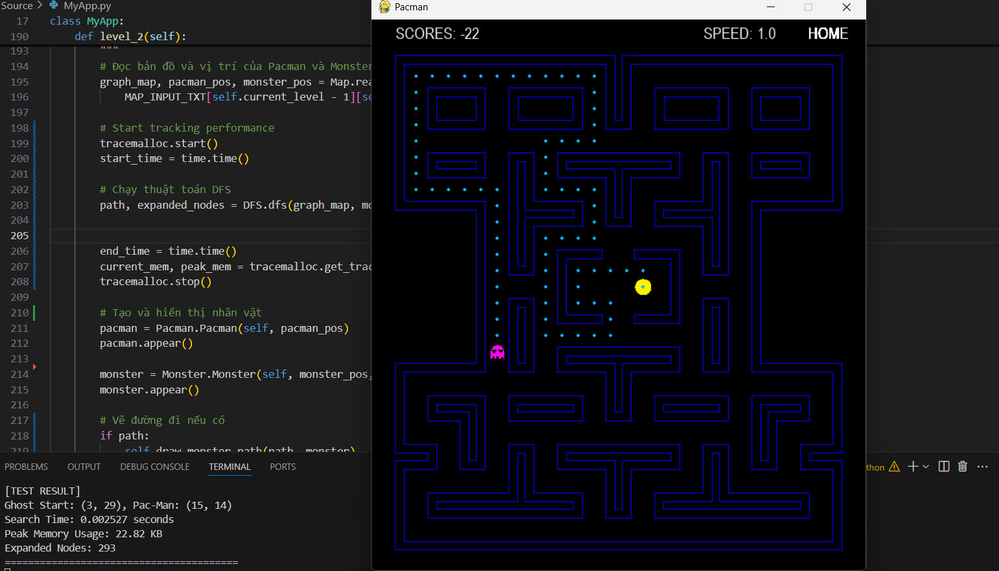 Source > MyApp.py
17 class MyApp:
190 def level_2(self):
193 """
194 # Đọc bản đồ và vị trí của Pacman và Monster
195 graph_map, pacman_pos, monster_pos = Map.rea
196 MAP_INPUT_TXT[self.current_level - 1][se
197
198 # Start tracking performance
199 tracemalloc.start()
200 start_time = time.time()
201
202 # Chạy thuật toán DFS
203 path, expanded_nodes = DFS.dfs(graph_map, mo
204
205
206 end_time = time.time()
207 current_mem, peak_mem = tracemalloc.get_trac
208 tracemalloc.stop()
209
210 # Tạo và hiển thị nhân vật
211 pacman = Pacman.Pacman(self, pacman_pos)
212 pacman.appear()
213
214 monster = Monster.Monster(self, monster_pos,
215 monster.appear()
216
217 # Vẽ đường đi nếu có
218 if path:
219 self.draw_monster_path(path, monster)
Pacman
SCORES: -22 SPEED: 1.0 HOME
PROBLEMS OUTPUT DEBUG CONSOLE TERMINAL PORTS
thon
[TEST RESULT]
Ghost Start: (3, 29), Pac-Man: (15, 14)
Search Time: 0.002527 seconds
Peak Memory Usage: 22.82 KB
Expanded Nodes: 293
========================================